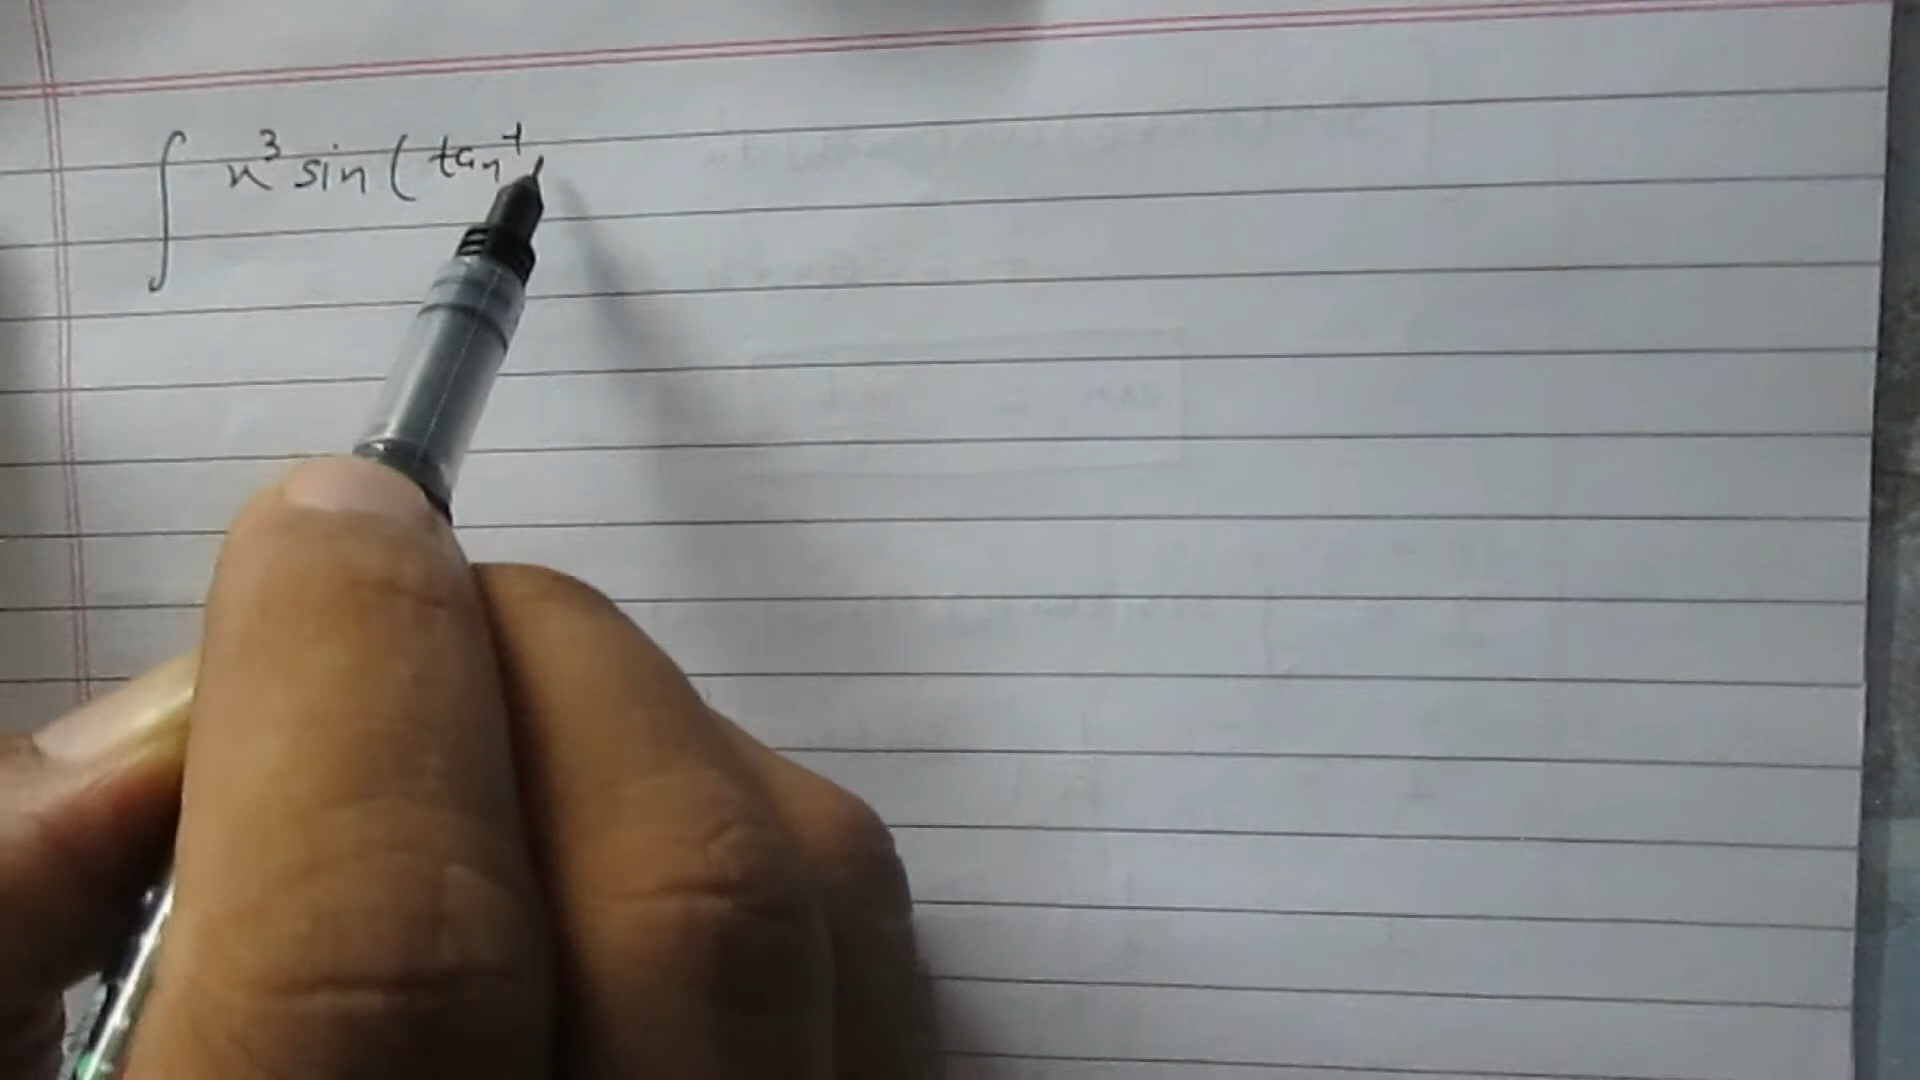 ∫ x³ sin ( tan⁻¹